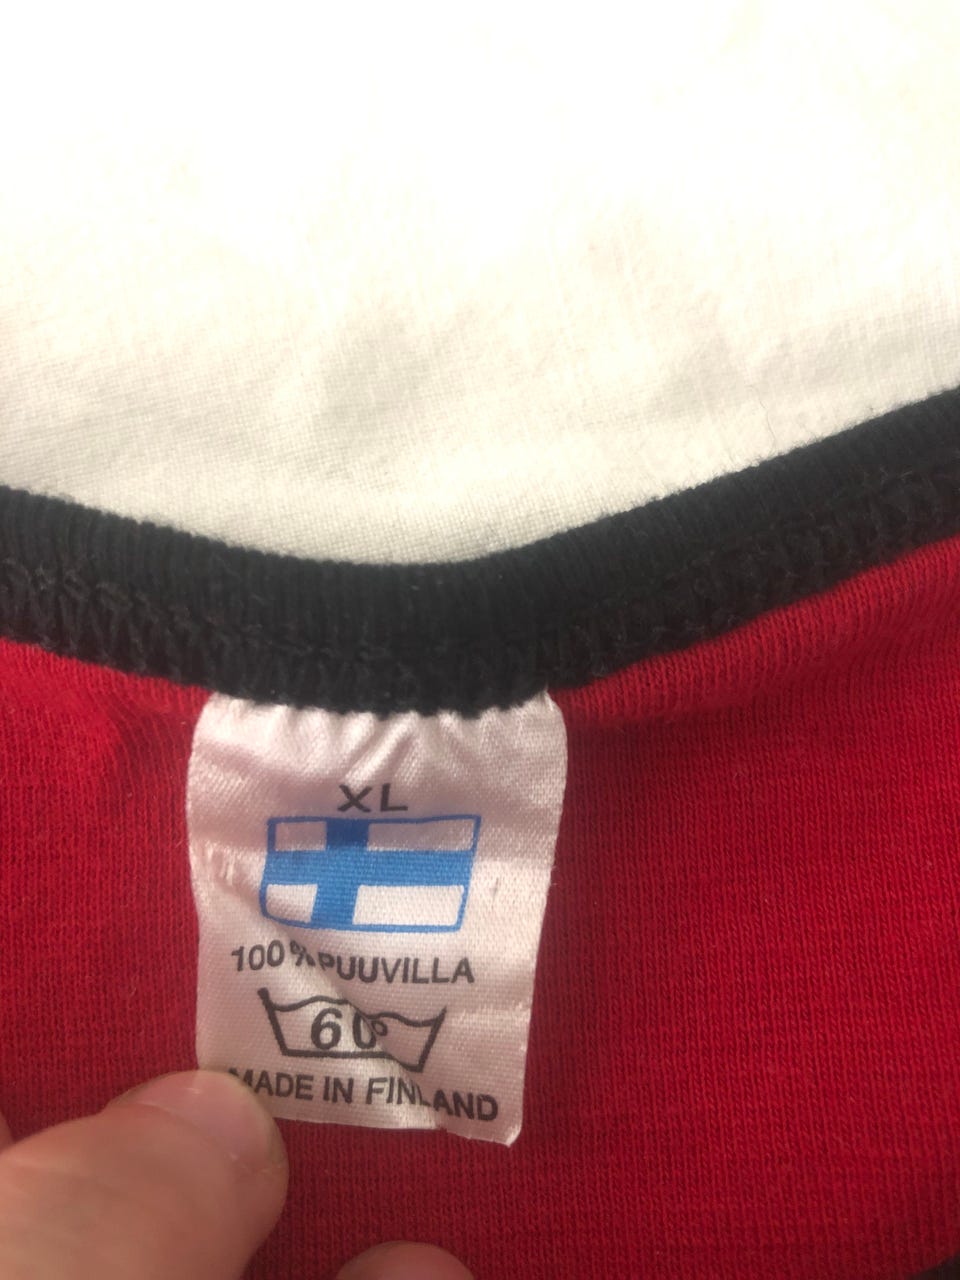 XL
100% PUUVILLA
60°
MADE IN FINLAND